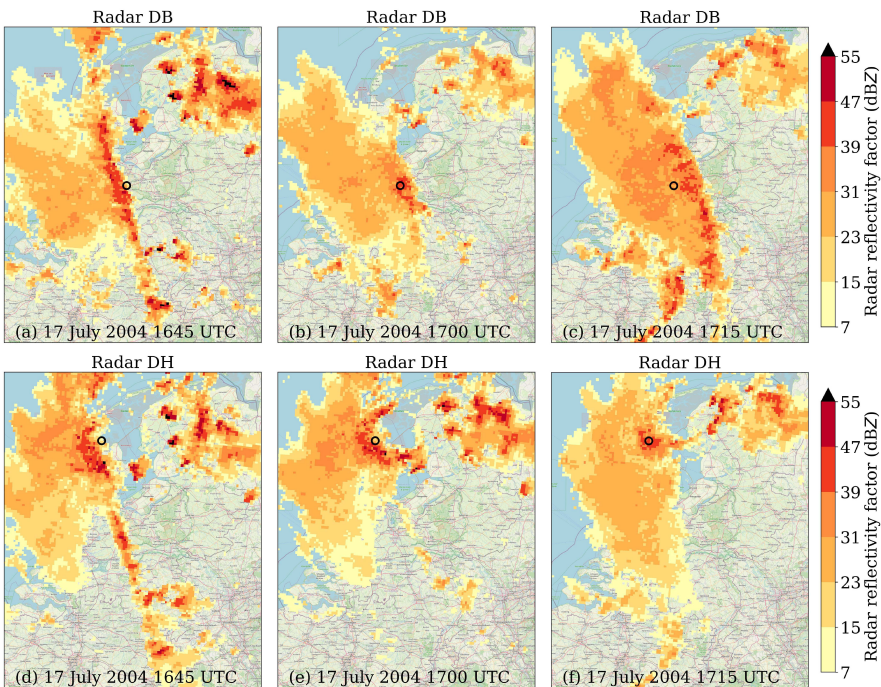 Radar DB
Radar DB
Radar DB
(a) 17 July 2004 1645 UTC
(b) 17 July 2004 1700 UTC
(c) 17 July 2004 1715 UTC
55
47
39
31
23
15
7
Radar reflectivity factor (dBZ)
Radar DH
Radar DH
Radar DH
(d) 17 July 2004 1645 UTC
(e) 17 July 2004 1700 UTC
(f) 17 July 2004 1715 UTC
55
47
39
31
23
15
7
Radar reflectivity factor (dBZ)